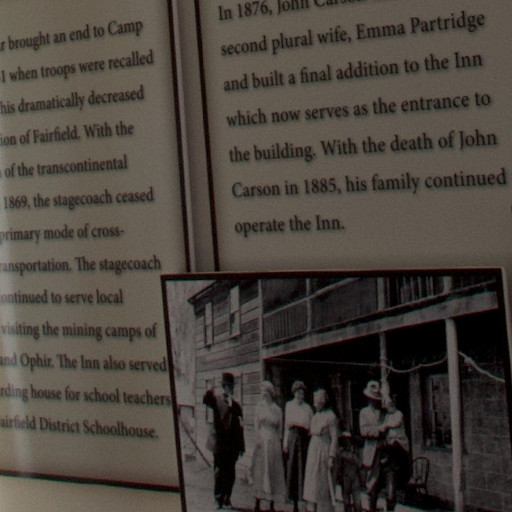 r brought an end to Camp
1 when troops were recalled
his dramatically decreased
ion of Fairfield. With the
of the transcontinental
1869, the stagecoach ceased
primary mode of cross-
ansportation. The stagecoach
ontinued to serve local
visiting the mining camps of
and Ophir. The Inn also served
rding house for school teachers
airfield District Schoolhouse.
In 1876, John Carson
second plural wife, Emma Partridge
and built a final addition to the Inn
which now serves as the entrance to
the building. With the death of John
Carson in 1885, his family continued
operate the Inn.